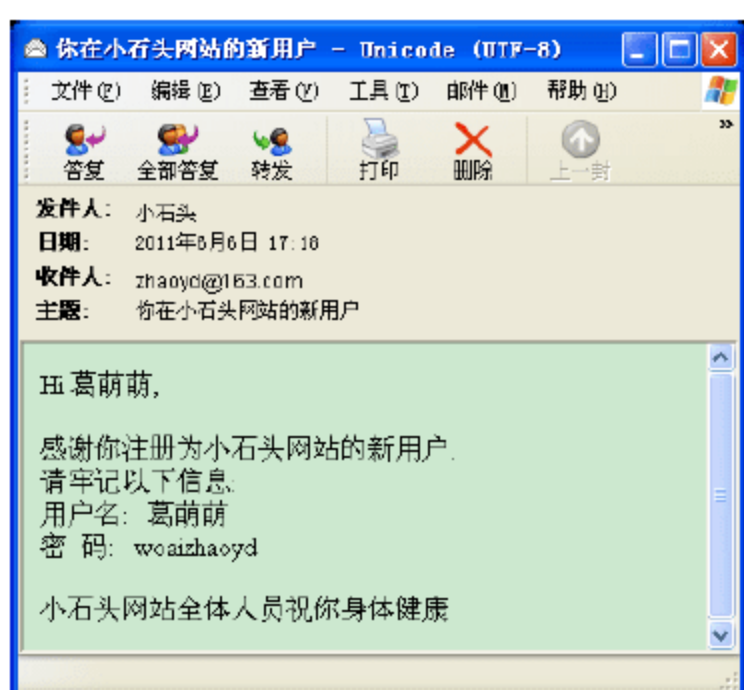 你在小石头网站的新用户 - Unicode (UTF-8)
文件(F) 编辑(E) 查看(V) 工具(T) 邮件(M) 帮助(H)
答复 全部答复 转发 打印 删除 上一封
发件人: 小石头
日期: 2011年6月6日 17:18
收件人: zhaoyd@163.com
主题: 你在小石头网站的新用户
Hi 葛萌萌,
感谢你注册为小石头网站的新用户.
请牢记以下信息:
用户名: 葛萌萌
密 码: woaizhaoyd
小石头网站全体人员祝你身体健康